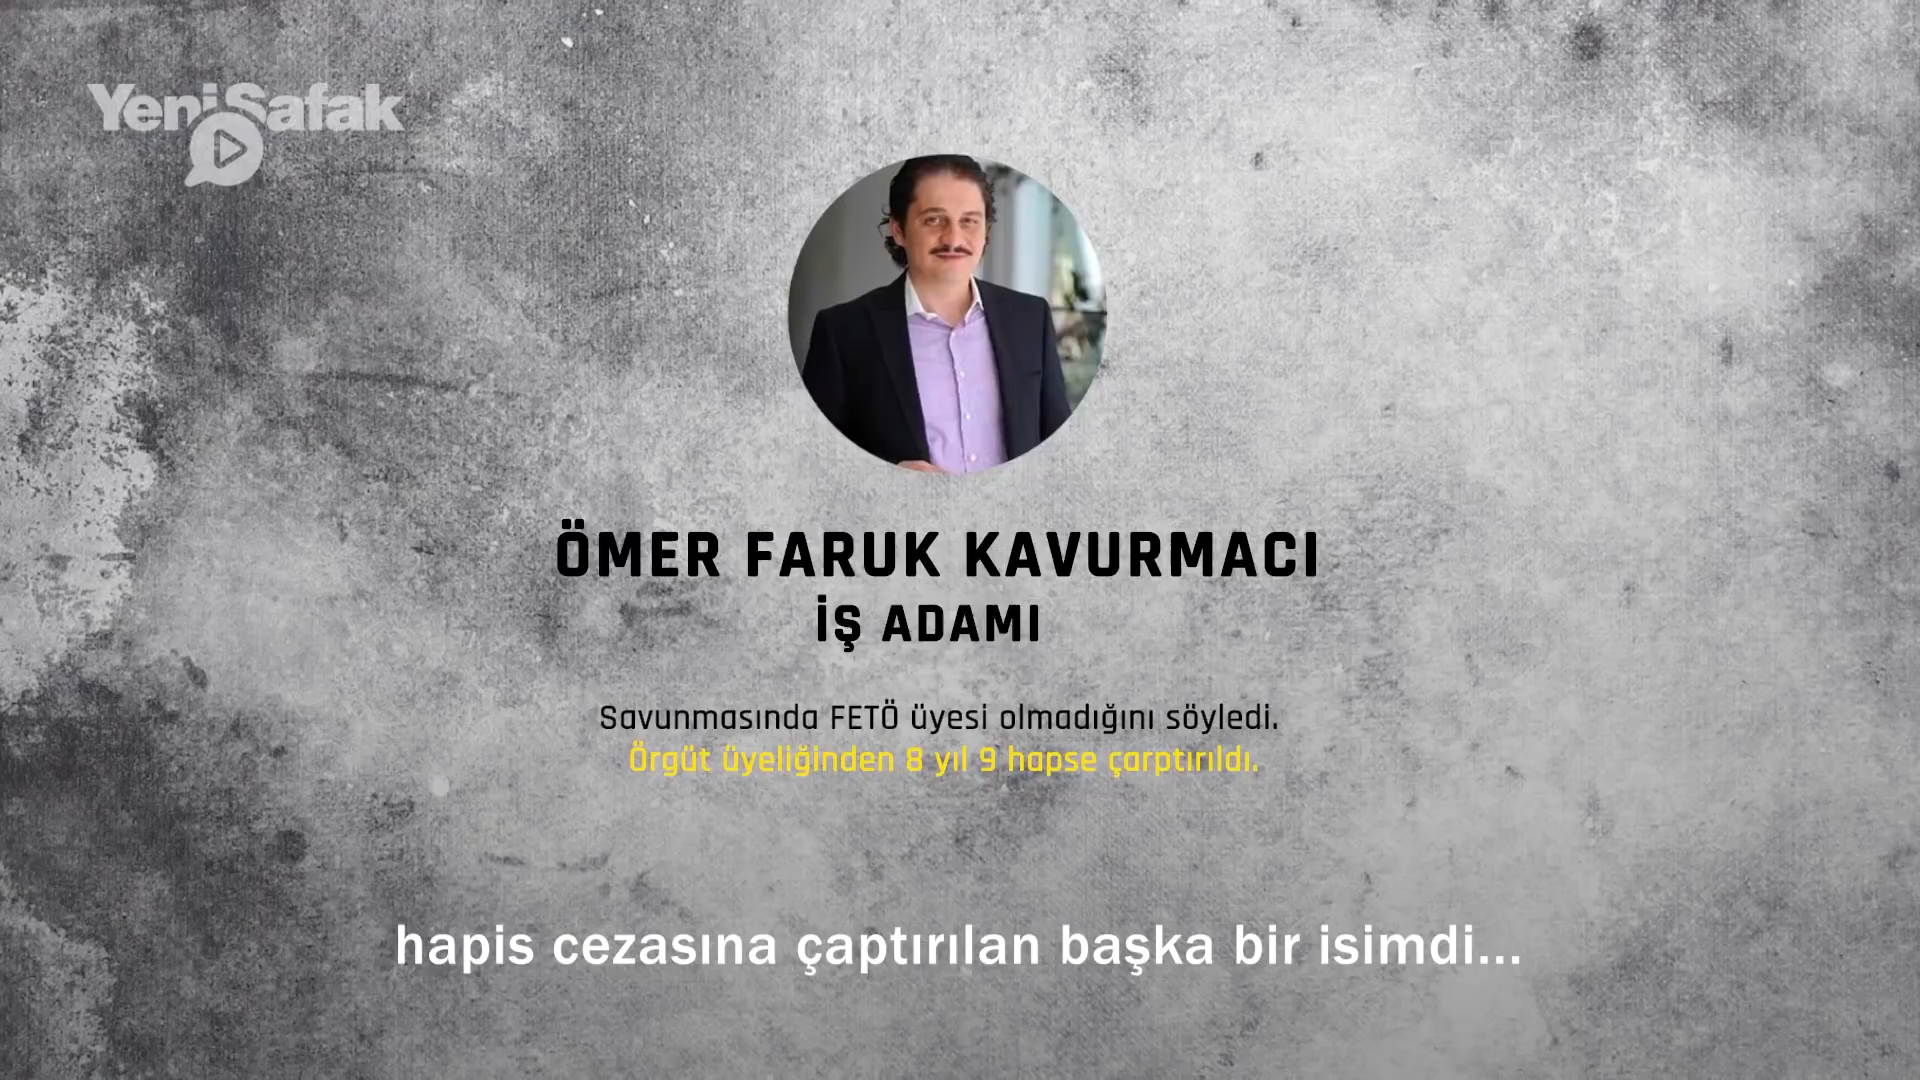 YeniSafak
ÖMER FARUK KAVURMACI
İŞ ADAMI
Savunmasında FETÖ üyesi olmadığını söyledi.
Örgüt üyeliğinden 8 yıl 9 hapse çarptırıldı.
hapis cezasına çaptırılan başka bir isimdi...